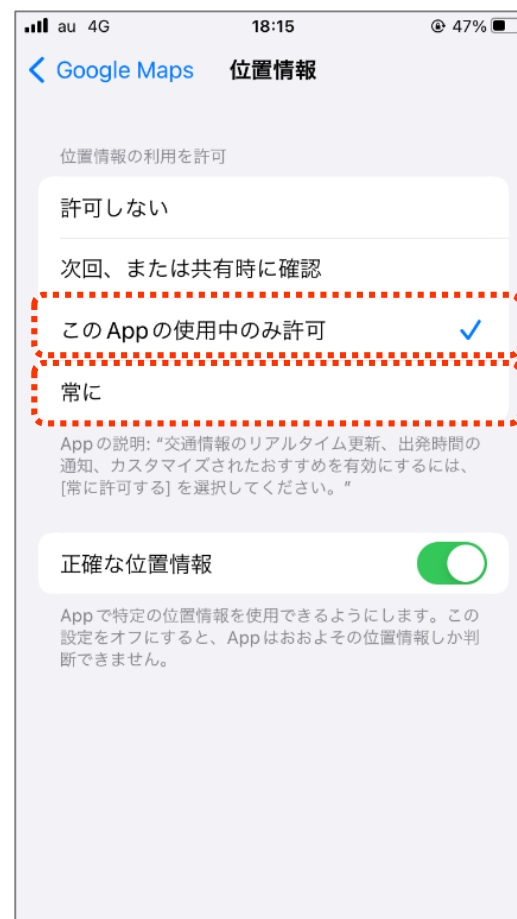 au 4G 18:15 47%
Google Maps 位置情報
位置情報の利用を許可
許可しない
次回、または共有時に確認
このAppの使用中のみ許可
常に
Appの説明: “交通情報のリアルタイム更新、出発時間の
通知、カスタマイズされたおすすめを有効にするには、
[常に許可する] を選択してください。”
正確な位置情報
Appで特定の位置情報を使用できるようにします。この
設定をオフにすると、Appはおおよその位置情報しか判
断できません。